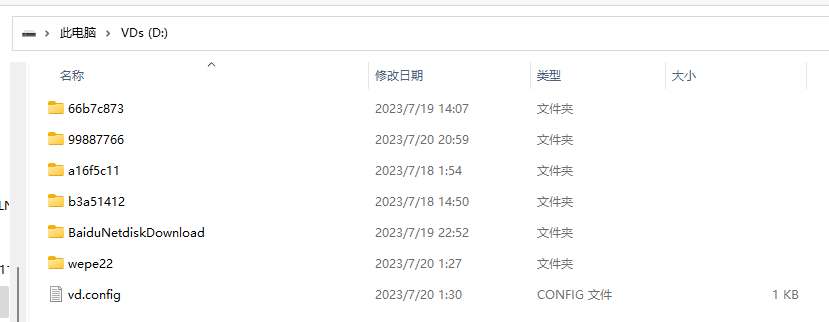 此电脑 > VDs (D:)
名称 修改日期 类型 大小
66b7c873 2023/7/19 14:07 文件夹
99887766 2023/7/20 20:59 文件夹
a16f5c11 2023/7/18 1:54 文件夹
b3a51412 2023/7/18 14:50 文件夹
BaiduNetdiskDownload 2023/7/19 22:52 文件夹
wepe22 2023/7/20 1:27 文件夹
vd.config 2023/7/20 1:30 CONFIG 文件 1 KB